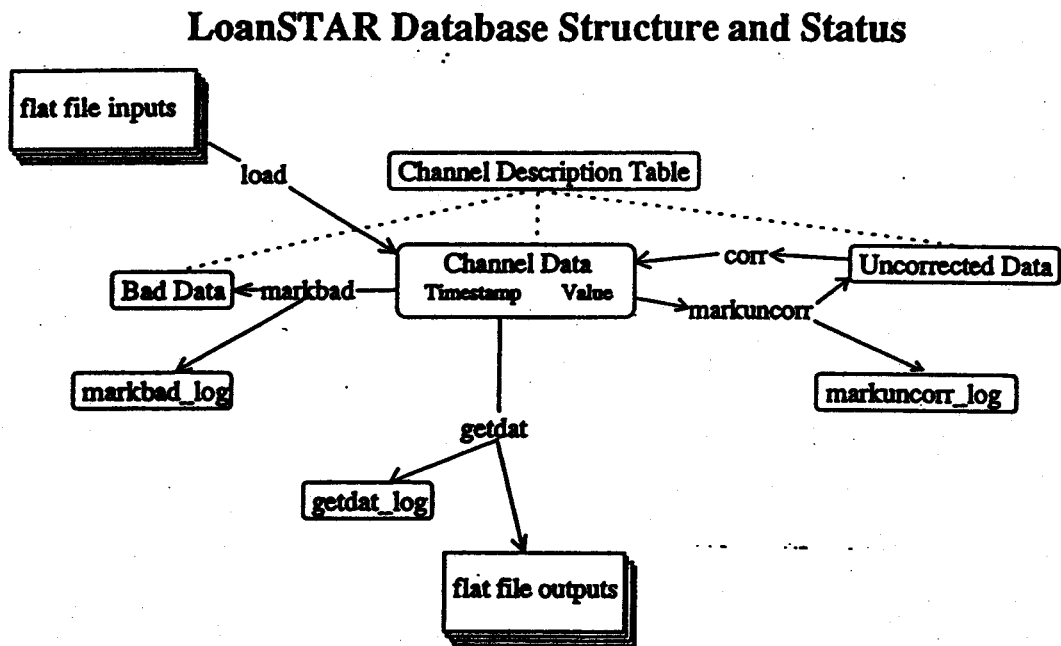 LoanSTAR Database Structure and Status
flat file inputs
load
Channel Description Table
Channel Data
Timestamp Value
corr
Uncorrected Data
Bad Data
markbad
markuncorr
markbad_log
markuncorr_log
getdat
getdat_log
flat file outputs